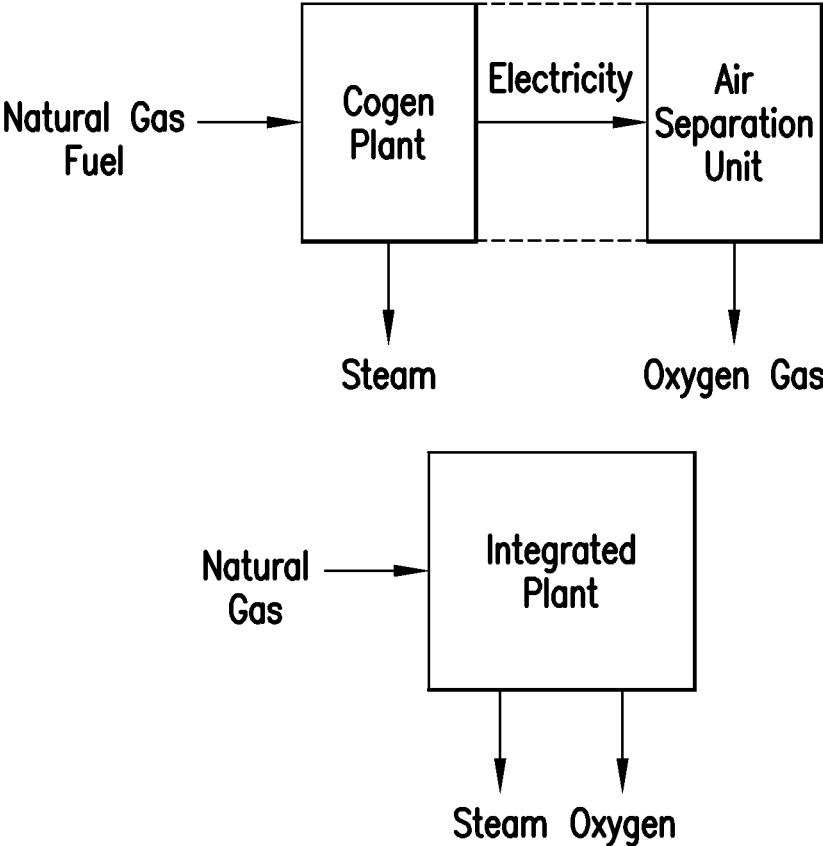 Natural Gas
Fuel
Cogen
Plant
Electricity
Air
Separation
Unit
Steam
Oxygen Gas
Natural
Gas
Integrated
Plant
Steam Oxygen